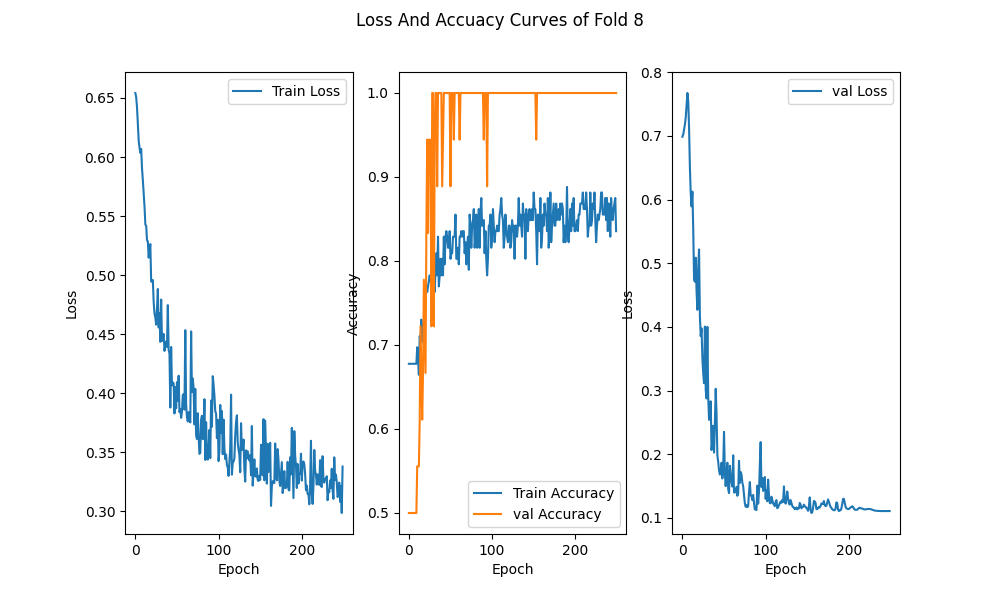 Loss And Accuacy Curves of Fold 8
Train Loss
0.65
0.60
0.55
0.50
0.45
0.40
0.35
0.30
Loss
0
100
200
Epoch
1.0
0.9
0.8
0.7
0.6
0.5
Accuracy
Train Accuracy
val Accuracy
0
100
200
Epoch
val Loss
0.8
0.7
0.6
0.5
0.4
0.3
0.2
0.1
Loss
0
100
200
Epoch